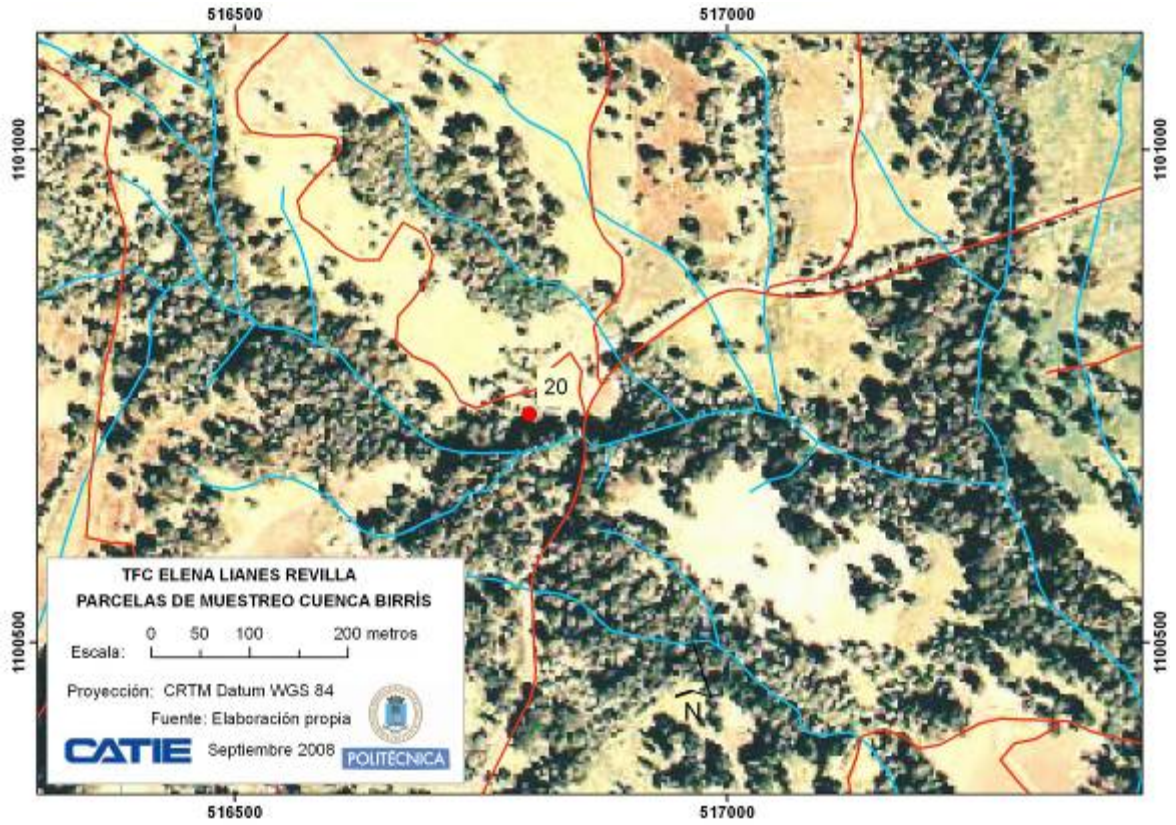 516500 517000
1101000 1101000
20
TFC ELENA LIANES REVILLA
PARCELAS DE MUESTREO CUENCA BIRRÍS
0 50 100 200 metros
Escala:
1100500 1100500
Proyección: CRTM Datum WGS 84
Fuente: Elaboración propia
CATIE Septiembre 2008 POLITÉCNICA
N
516500 517000